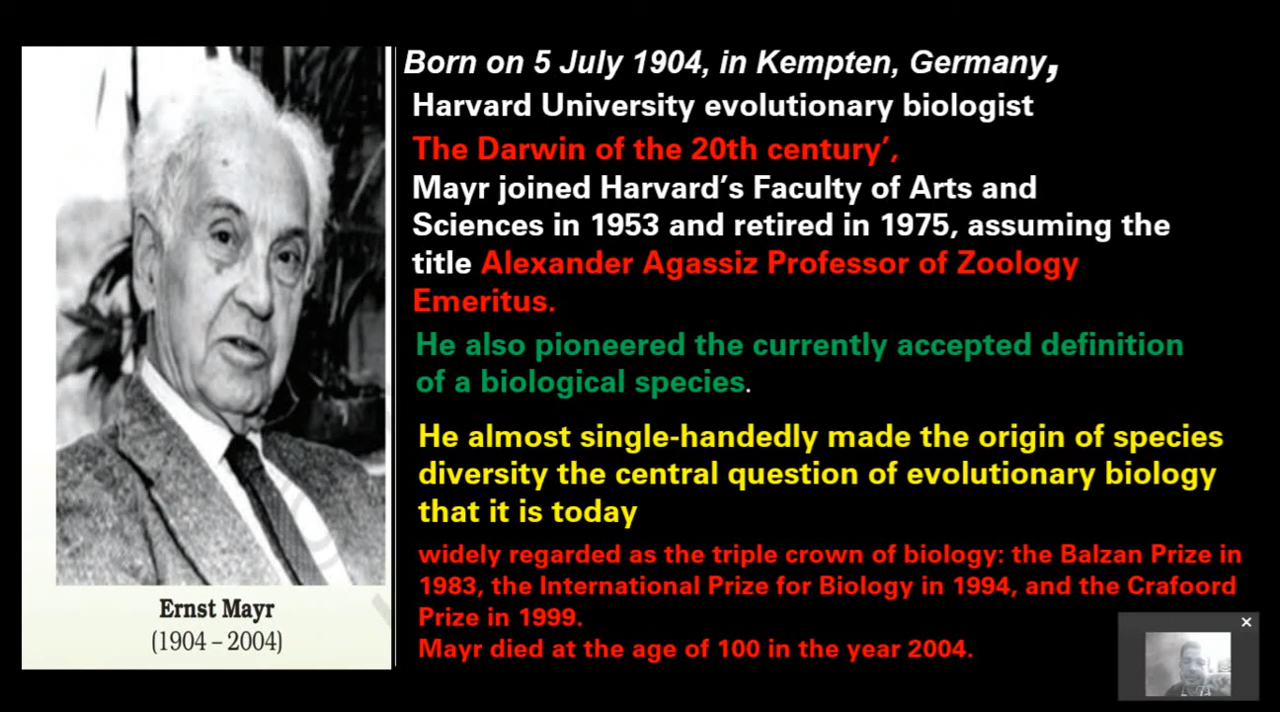 Born on 5 July 1904, in Kempten, Germany,
Harvard University evolutionary biologist
The Darwin of the 20th century’,
Mayr joined Harvard’s Faculty of Arts and
Sciences in 1953 and retired in 1975, assuming the
title Alexander Agassiz Professor of Zoology
Emeritus.
He also pioneered the currently accepted definition
of a biological species.
He almost single-handedly made the origin of species
diversity the central question of evolutionary biology
that it is today
widely regarded as the triple crown of biology: the Balzan Prize in
1983, the International Prize for Biology in 1994, and the Crafoord
Prize in 1999.
Mayr died at the age of 100 in the year 2004.
Ernst Mayr
(1904 – 2004)